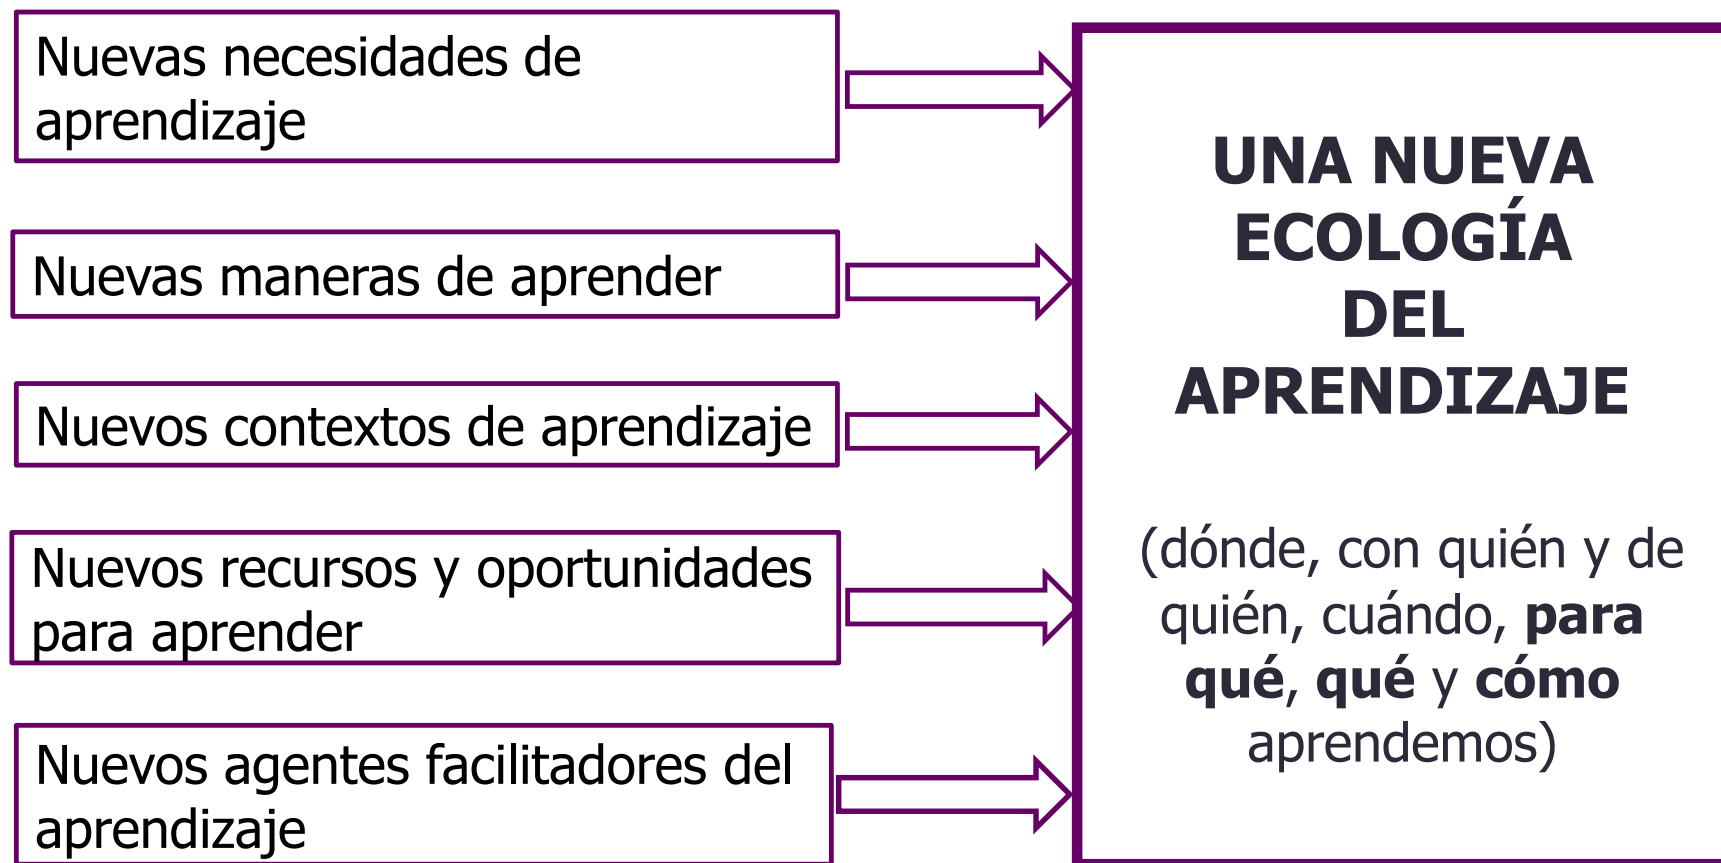 Nuevas necesidades de
aprendizaje
Nuevas maneras de aprender
Nuevos contextos de aprendizaje
Nuevos recursos y oportunidades
para aprender
Nuevos agentes facilitadores del
aprendizaje
UNA NUEVA
ECOLOGÍA
DEL
APRENDIZAJE
(dónde, con quién y de
quién, cuándo, para
qué, qué y cómo
aprendemos)